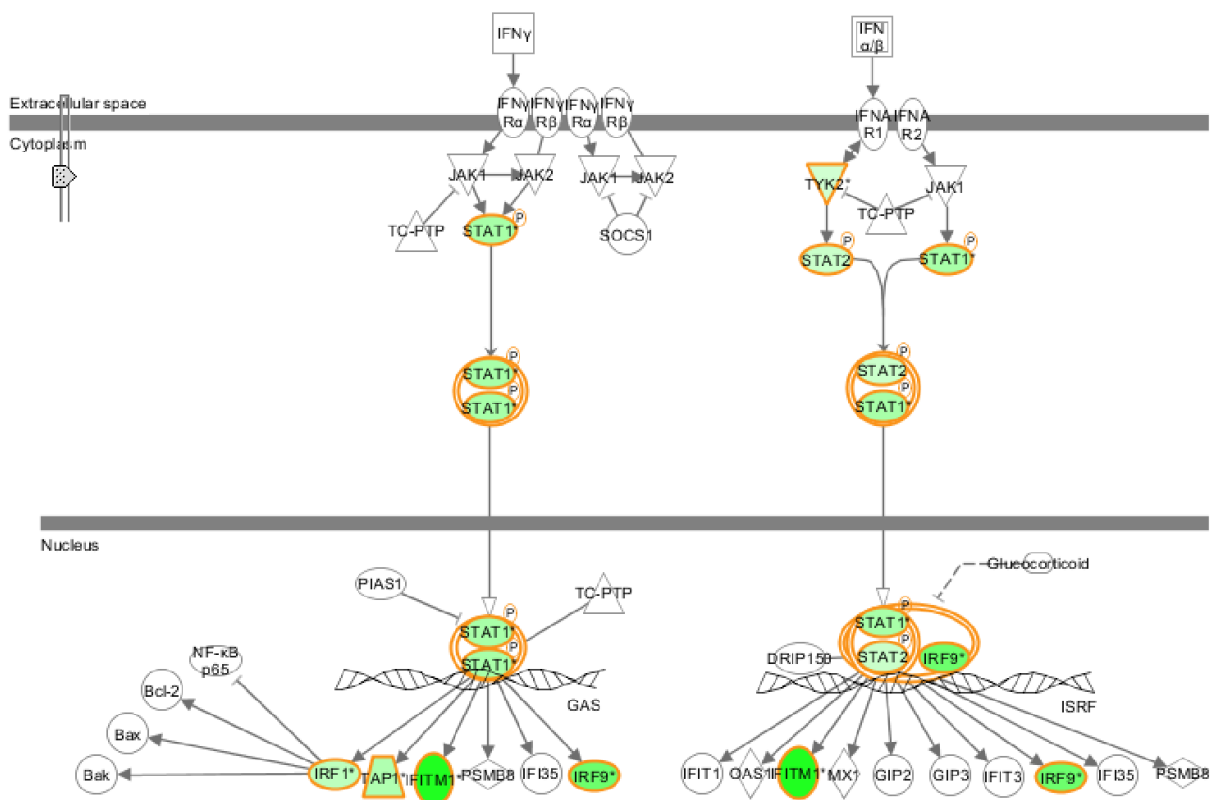 IFNγ
IFN
α/β
Extracellular space
IFNγ
Rα
IFNγ
Rβ
IFNγ
Rα
IFNγ
Rβ
IFNA
R1
IFNA
R2
Cytoplasm
JAK1
JAK2
JAK1
JAK2
TYK2*
JAK1
TC-PTP
STAT1*
P
SOCS1
TC-PTP
STAT2
P
STAT1*
P
P
STAT1*
P
STAT1*
P
STAT2
P
STAT1*
Nucleus
PIAS1
TC-PTP
Glucocorticoid
P
STAT1*
P
STAT1*
P
STAT1*
P
STAT2
IRF9*
DRIP150
NF-κB
p65
Bcl-2
GAS
ISRF
Bax
Bak
IRF1*
TAP1*
IFITM1*
PSMB8
IFI35
IRF9*
IFIT1
OAS1
IFITM1*
MX1
GIP2
GIP3
IFIT3
IRF9*
IFI35
PSMB8